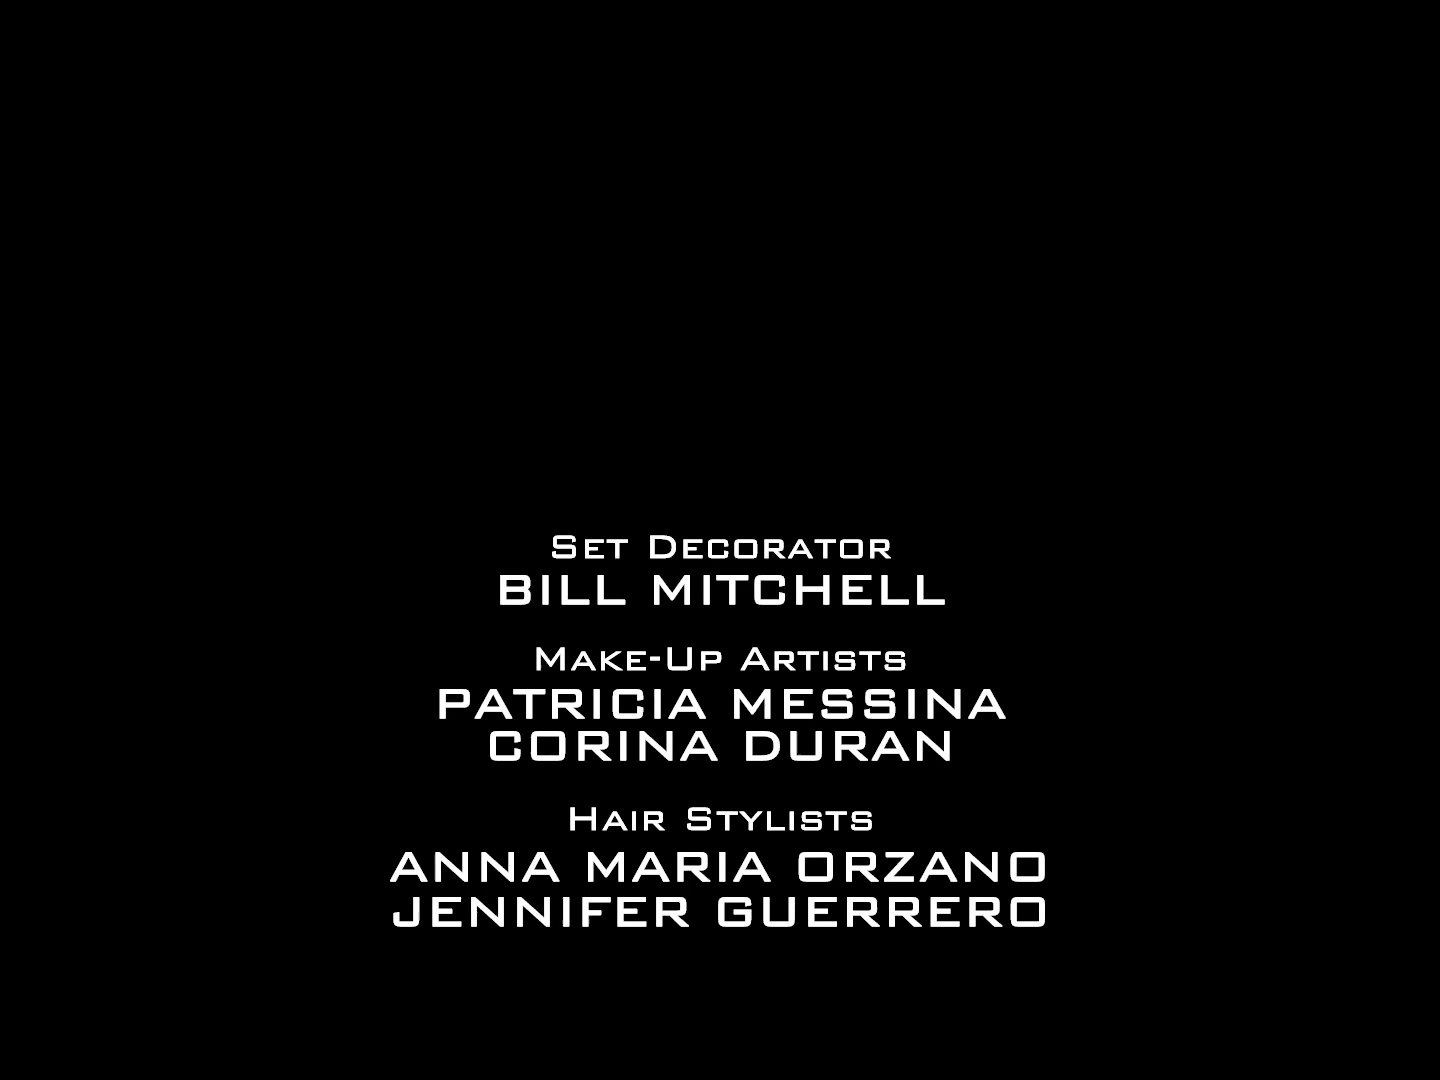 Set Decorator
BILL MITCHELL
Make-Up Artists
PATRICIA MESSINA
CORINA DURAN
Hair Stylists
ANNA MARIA ORZANO
JENNIFER GUERRERO